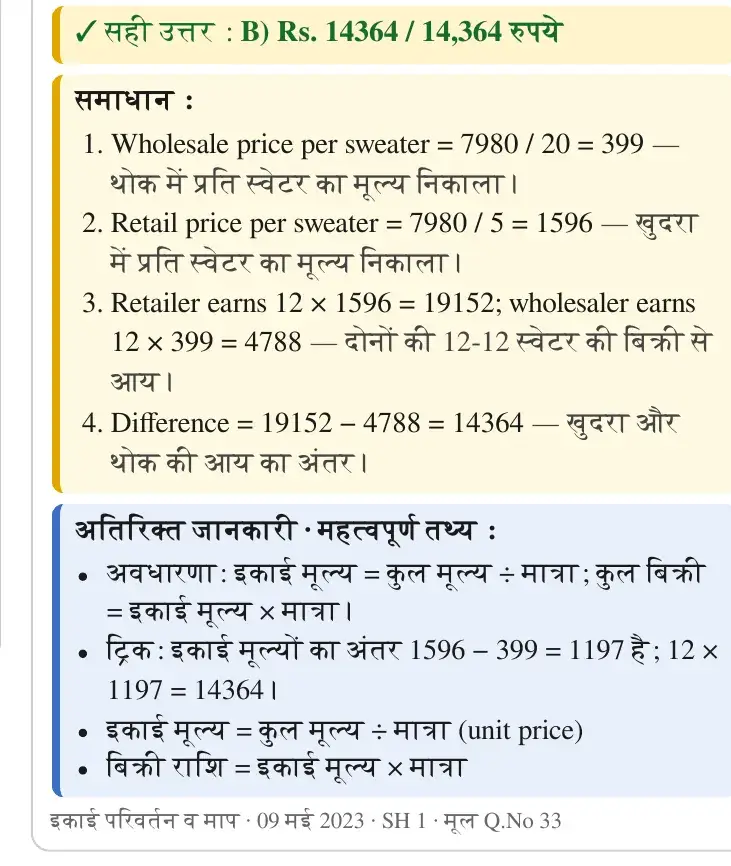 ✓ सही उत्तर : B) Rs. 14364 / 14,364 रुपये
समाधान :
1. Wholesale price per sweater = 7980 / 20 = 399 —
थोक में प्रति स्वेटर का मूल्य निकाला।
2. Retail price per sweater = 7980 / 5 = 1596 — खुदरा
में प्रति स्वेटर का मूल्य निकाला।
3. Retailer earns 12 × 1596 = 19152; wholesaler earns
12 × 399 = 4788 — दोनों की 12-12 स्वेटर की बिक्री से
आय।
4. Difference = 19152 − 4788 = 14364 — खुदरा और
थोक की आय का अंतर।
अतिरिक्त जानकारी · महत्वपूर्ण तथ्य :
• अवधारणा : इकाई मूल्य = कुल मूल्य ÷ मात्रा ; कुल बिक्री
= इकाई मूल्य × मात्रा।
• ट्रिक : इकाई मूल्यों का अंतर 1596 − 399 = 1197 है ; 12 ×
1197 = 14364।
• इकाई मूल्य = कुल मूल्य ÷ मात्रा (unit price)
• बिक्री राशि = इकाई मूल्य × मात्रा
इकाई परिवर्तन व माप · 09 मई 2023 · SH 1 · मूल Q.No 33